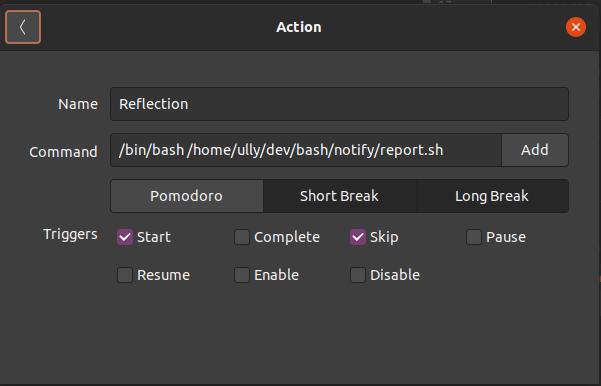 Action
Name Reflection
Command /bin/bash /home/ully/dev/bash/notify/report.sh Add
Pomodoro Short Break Long Break
Triggers Start Complete Skip Pause
Resume Enable Disable